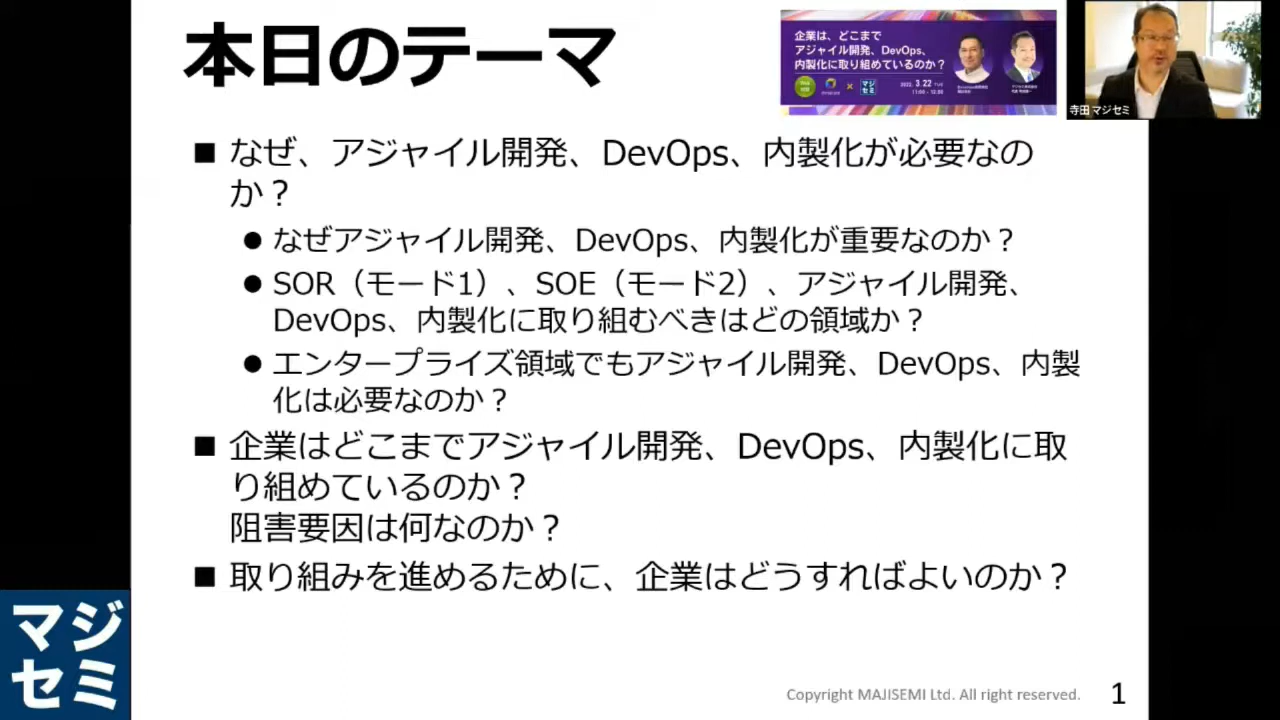 本日のテーマ
企業は、どこまで
アジャイル開発、DevOps、
内製化に取り組めているのか？
マジ
セミ
2022. 3.22 TUE
寺田 マジセミ
■ なぜ、アジャイル開発、DevOps、内製化が必要なの
か？
● なぜアジャイル開発、DevOps、内製化が重要なのか？
● SOR（モード1）、SOE（モード2）、アジャイル開発、
DevOps、内製化に取り組むべきはどの領域か？
● エンタープライズ領域でもアジャイル開発、DevOps、内製
化は必要なのか？
■ 企業はどこまでアジャイル開発、DevOps、内製化に取
り組めているのか？
阻害要因は何なのか？
■ 取り組みを進めるために、企業はどうすればよいのか？
マジ
セミ
Copyright MAJISEMI Ltd. All right reserved.
1